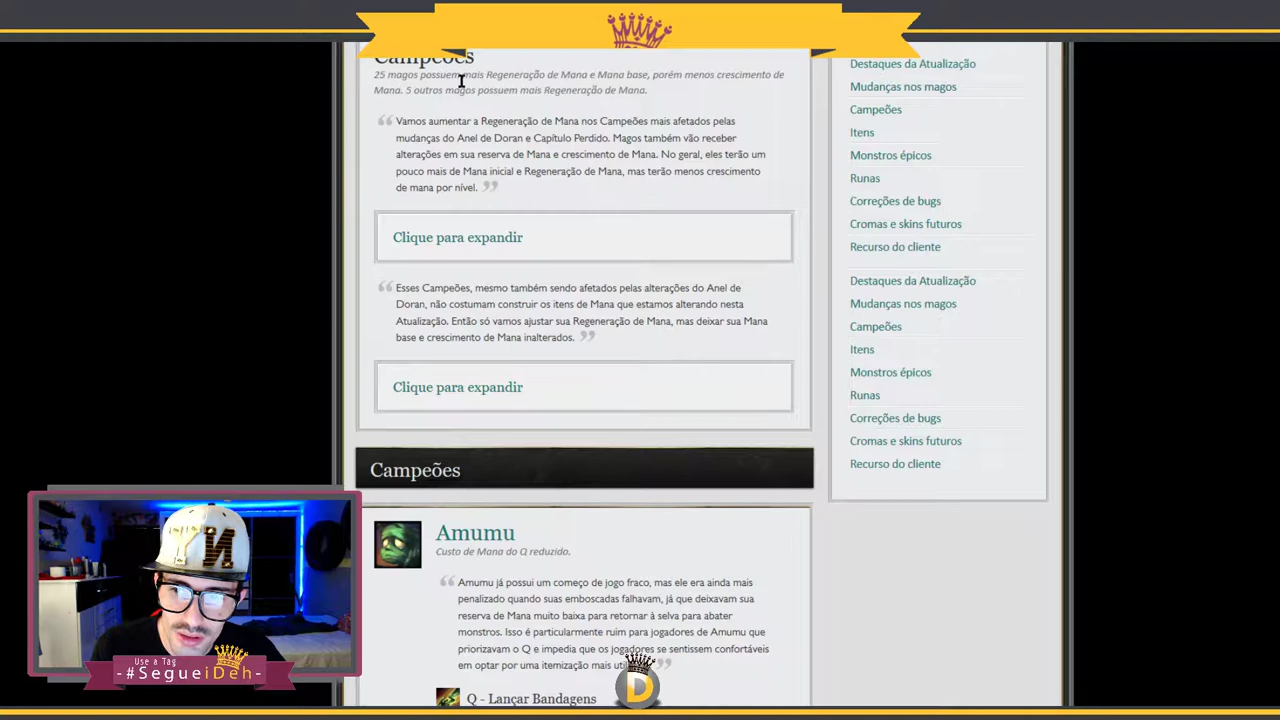 Campeões
25 magos possuem mais Regeneração de Mana e Mana base, porém menos crescimento de
Mana. 5 outros magos possuem mais Regeneração de Mana.
“ Vamos aumentar a Regeneração de Mana nos Campeões mais afetados pelas
mudanças do Anel de Doran e Capítulo Perdido. Magos também vão receber
alterações em sua reserva de Mana e crescimento de Mana. No geral, eles terão um
pouco mais de Mana inicial e Regeneração de Mana, mas terão menos crescimento
de mana por nível. ”
Clique para expandir
“ Esses Campeões, mesmo também sendo afetados pelas alterações do Anel de
Doran, não costumam construir os itens de Mana que estamos alterando nesta
Atualização. Então só vamos ajustar sua Regeneração de Mana, mas deixar sua Mana
base e crescimento de Mana inalterados. ”
Clique para expandir
Campeões
Amumu
Custo de Mana do Q reduzido.
“ Amumu já possui um começo de jogo fraco, mas ele era ainda mais
penalizado quando suas emboscadas falhavam, já que deixavam sua
reserva de Mana muito baixa para retornar à selva para abater
monstros. Isso é particularmente ruim para jogadores de Amumu que
priorizavam o Q e impedia que os jogadores se sentissem confortáveis
em optar por uma itemização mais ”
Q - Lançar Bandagens
Destaques da Atualização
Mudanças nos magos
Campeões
Itens
Monstros épicos
Runas
Correções de bugs
Cromas e skins futuros
Recurso do cliente
Destaques da Atualização
Mudanças nos magos
Campeões
Itens
Monstros épicos
Runas
Correções de bugs
Cromas e skins futuros
Recurso do cliente
NY
Use a Tag
-#SegueiDeh-
D